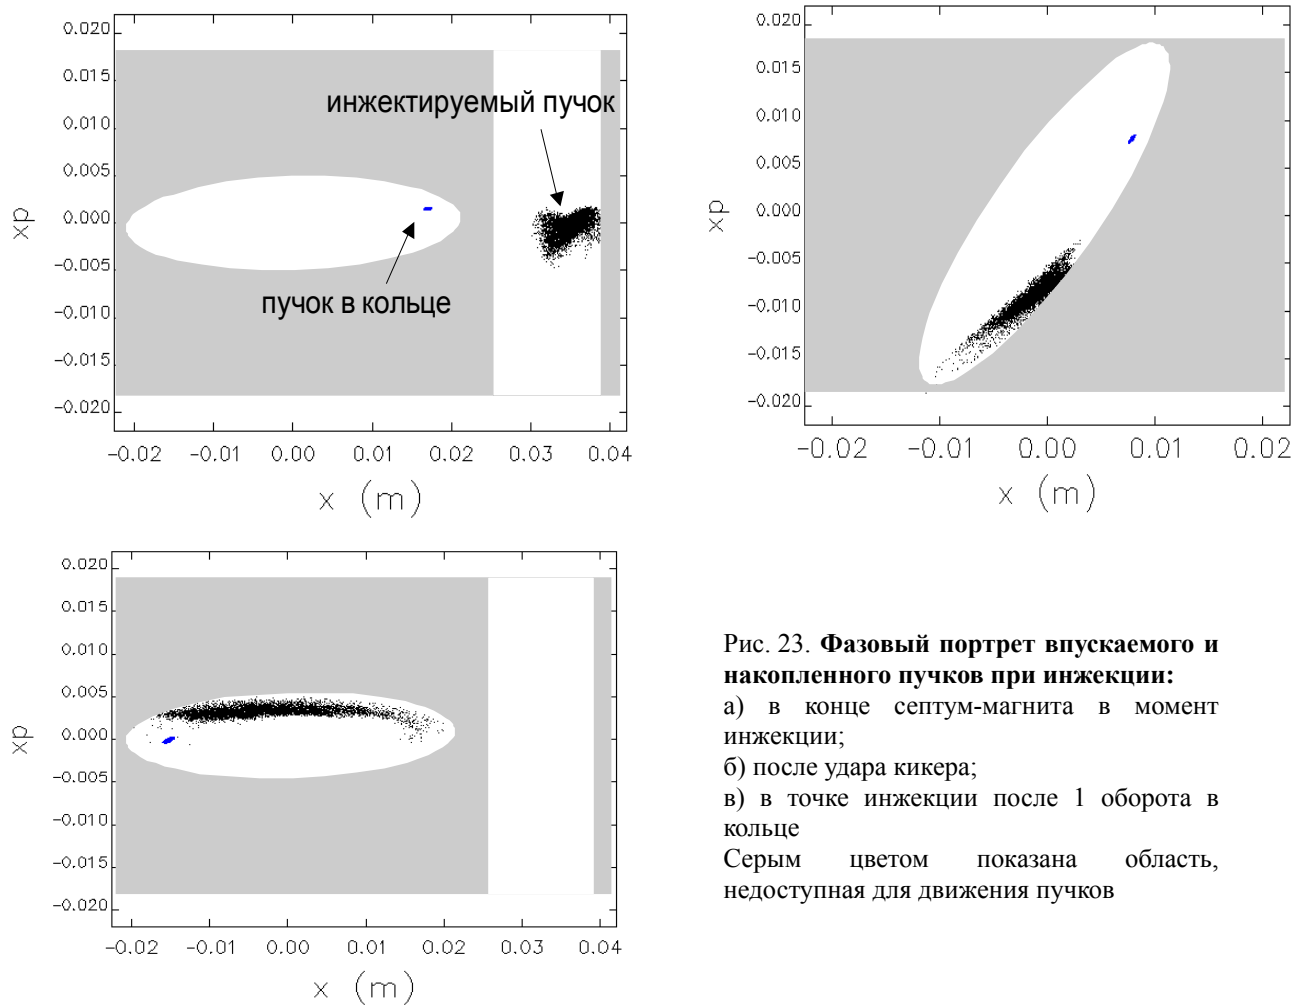 0.020
0.015
0.010
0.005
0.000
-0.005
-0.010
-0.015
-0.020
xp
инжектируемый пучок
пучок в кольце
-0.02 -0.01 0.00 0.01 0.02 0.03 0.04
x (m)
0.020
0.015
0.010
0.005
0.000
-0.005
-0.010
-0.015
-0.020
xp
-0.02 -0.01 0.00 0.01 0.02
x (m)
0.020
0.015
0.010
0.005
0.000
-0.005
-0.010
-0.015
-0.020
xp
-0.02 -0.01 0.00 0.01 0.02 0.03 0.04
x (m)
Рис. 23. Фазовый портрет впускаемого и
накопленного пучков при инжекции:
а) в конце септум-магнита в момент
инжекции;
б) после удара кикера;
в) в точке инжекции после 1 оборота в
кольце
Серым цветом показана область,
недоступная для движения пучков